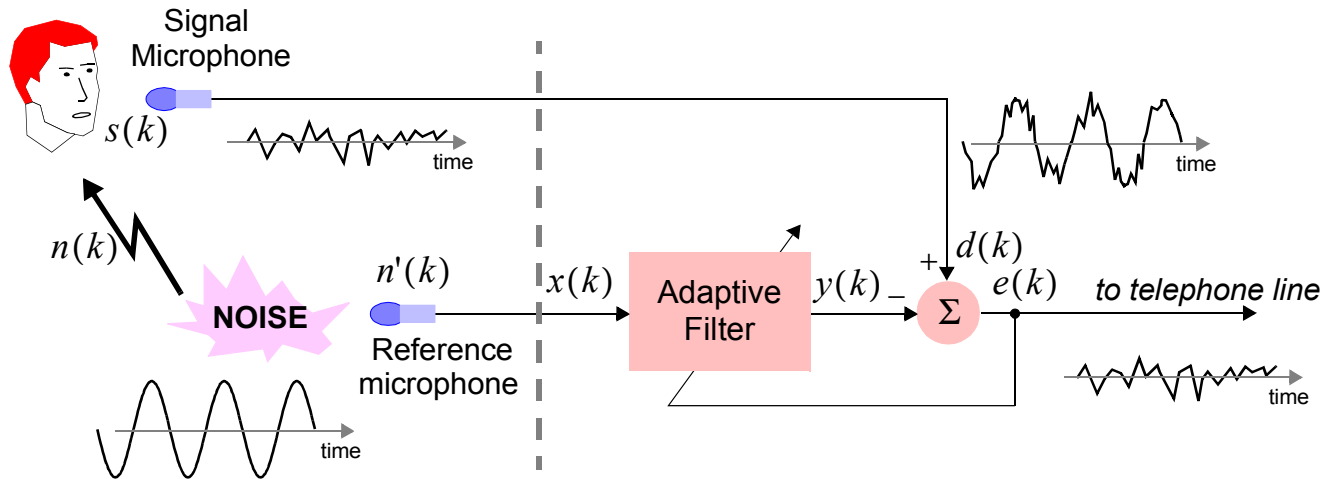 Signal
Microphone
s(k)
time
time
n(k)
NOISE
n'(k)
Reference
microphone
time
x(k)
Adaptive
Filter
y(k)
–
+
d(k)
Σ
e(k)
to telephone line
time